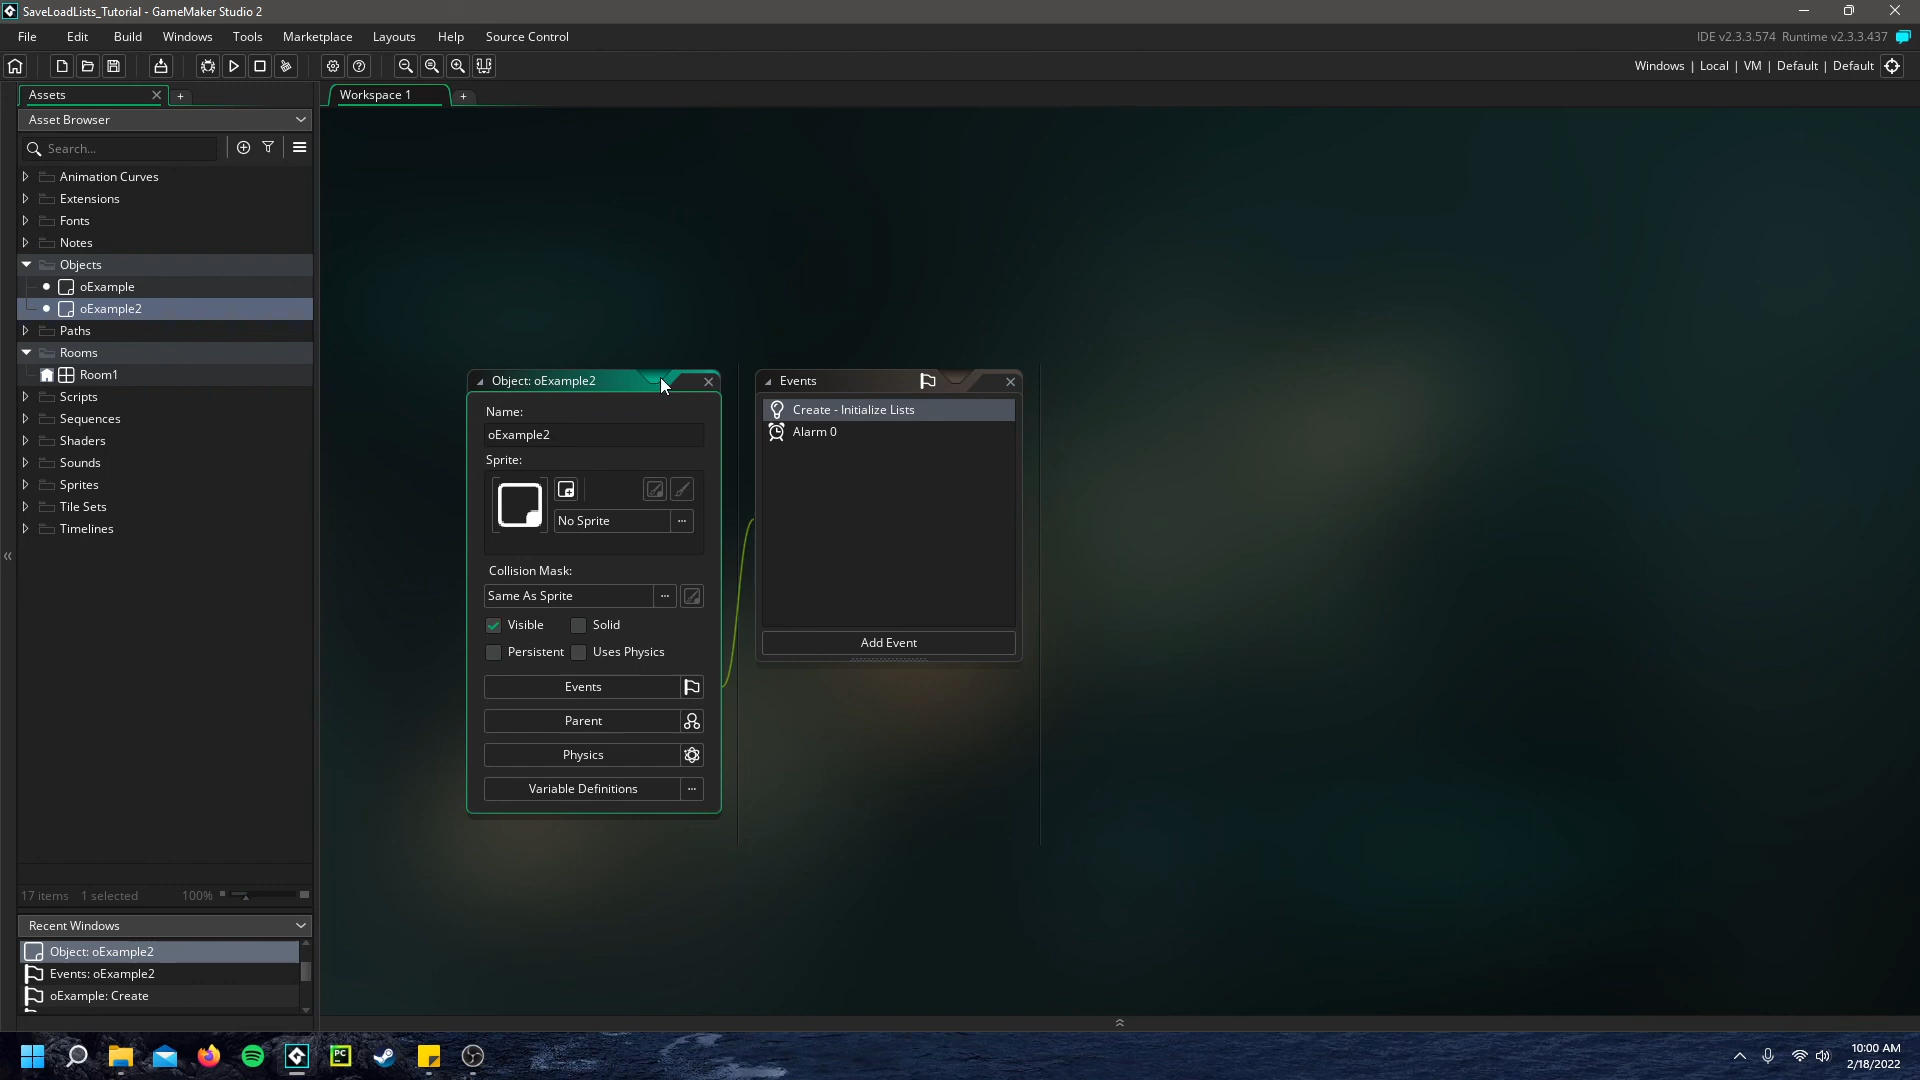 SaveLoadLists_Tutorial - GameMaker Studio 2
File Edit Build Windows Tools Marketplace Layouts Help Source Control
IDE v2.3.3.574 Runtime v2.3.3.437
Windows | Local | VM | Default | Default
Assets
Workspace 1
Asset Browser
Search...
Animation Curves
Extensions
Fonts
Notes
Objects
oExample
oExample2
Paths
Rooms
Room1
Scripts
Sequences
Shaders
Sounds
Sprites
Tile Sets
Timelines
17 items 1 selected 100%
Recent Windows
Object: oExample2
Events: oExample2
oExample: Create
Object: oExample2
Name:
oExample2
Sprite:
No Sprite
Collision Mask:
Same As Sprite
Visible Solid
Persistent Uses Physics
Events
Parent
Physics
Variable Definitions
Events
Create - Initialize Lists
Alarm 0
Add Event
PC
10:00 AM
2/18/2022